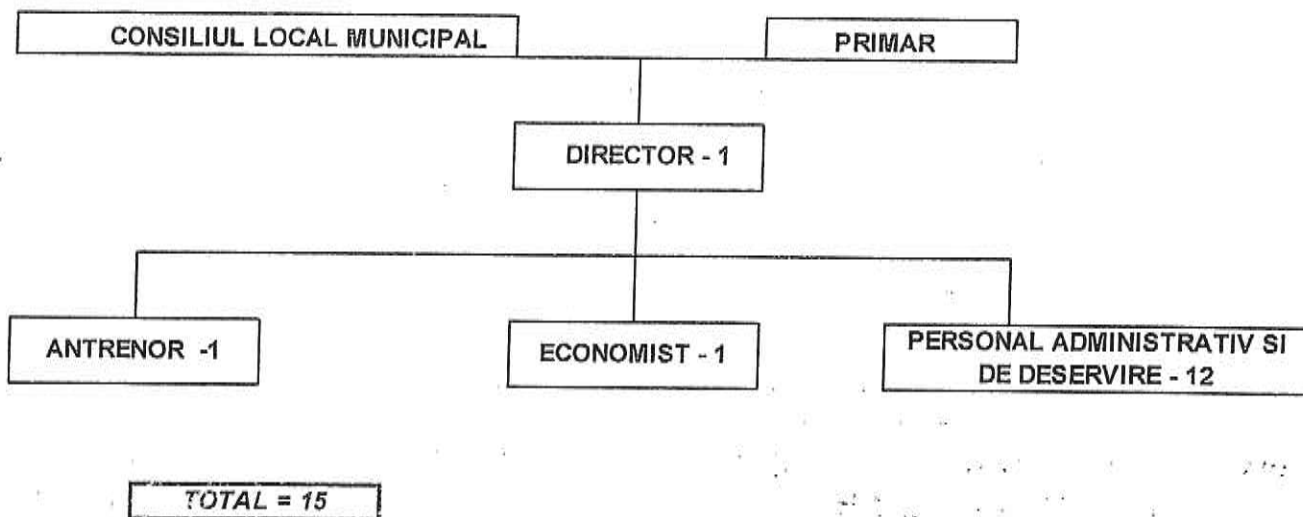 CONSILIUL LOCAL MUNICIPAL
PRIMAR
DIRECTOR - 1
ANTRENOR -1
ECONOMIST - 1
PERSONAL ADMINISTRATIV SI
DE DESERVIRE - 12
TOTAL = 15